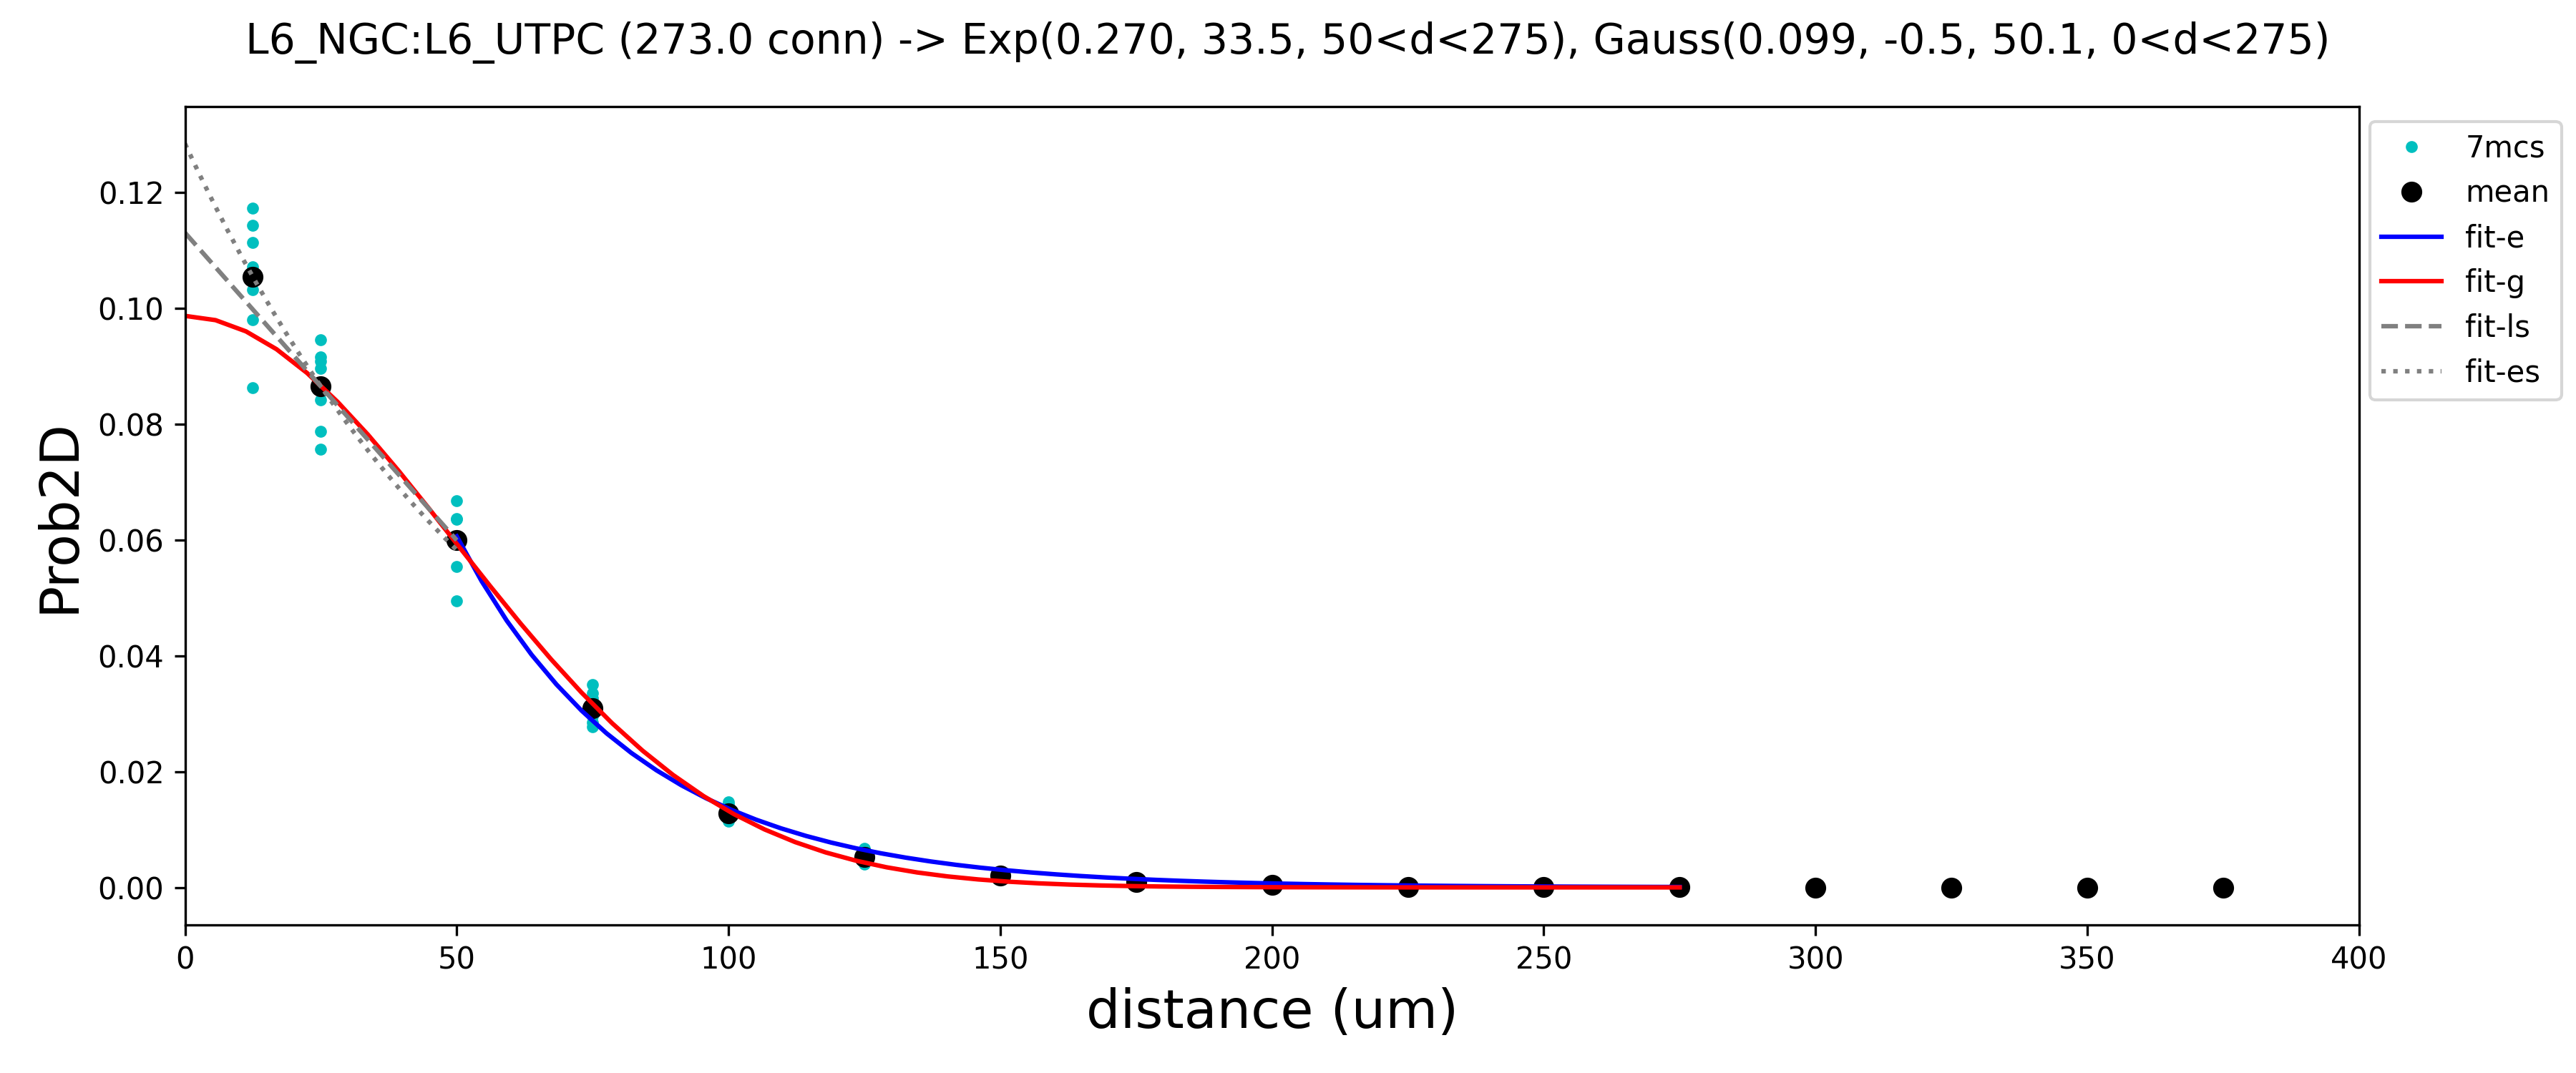 L6_NGC:L6_UTPC (273.0 conn) -> Exp(0.270, 33.5, 50<d<275), Gauss(0.099, -0.5, 50.1, 0<d<275)
7mcs
mean
fit-e
fit-g
fit-ls
fit-es
Prob2D
0.12
0.10
0.08
0.06
0.04
0.02
0.00
0 50 100 150 200 250 300 350 400
distance (um)